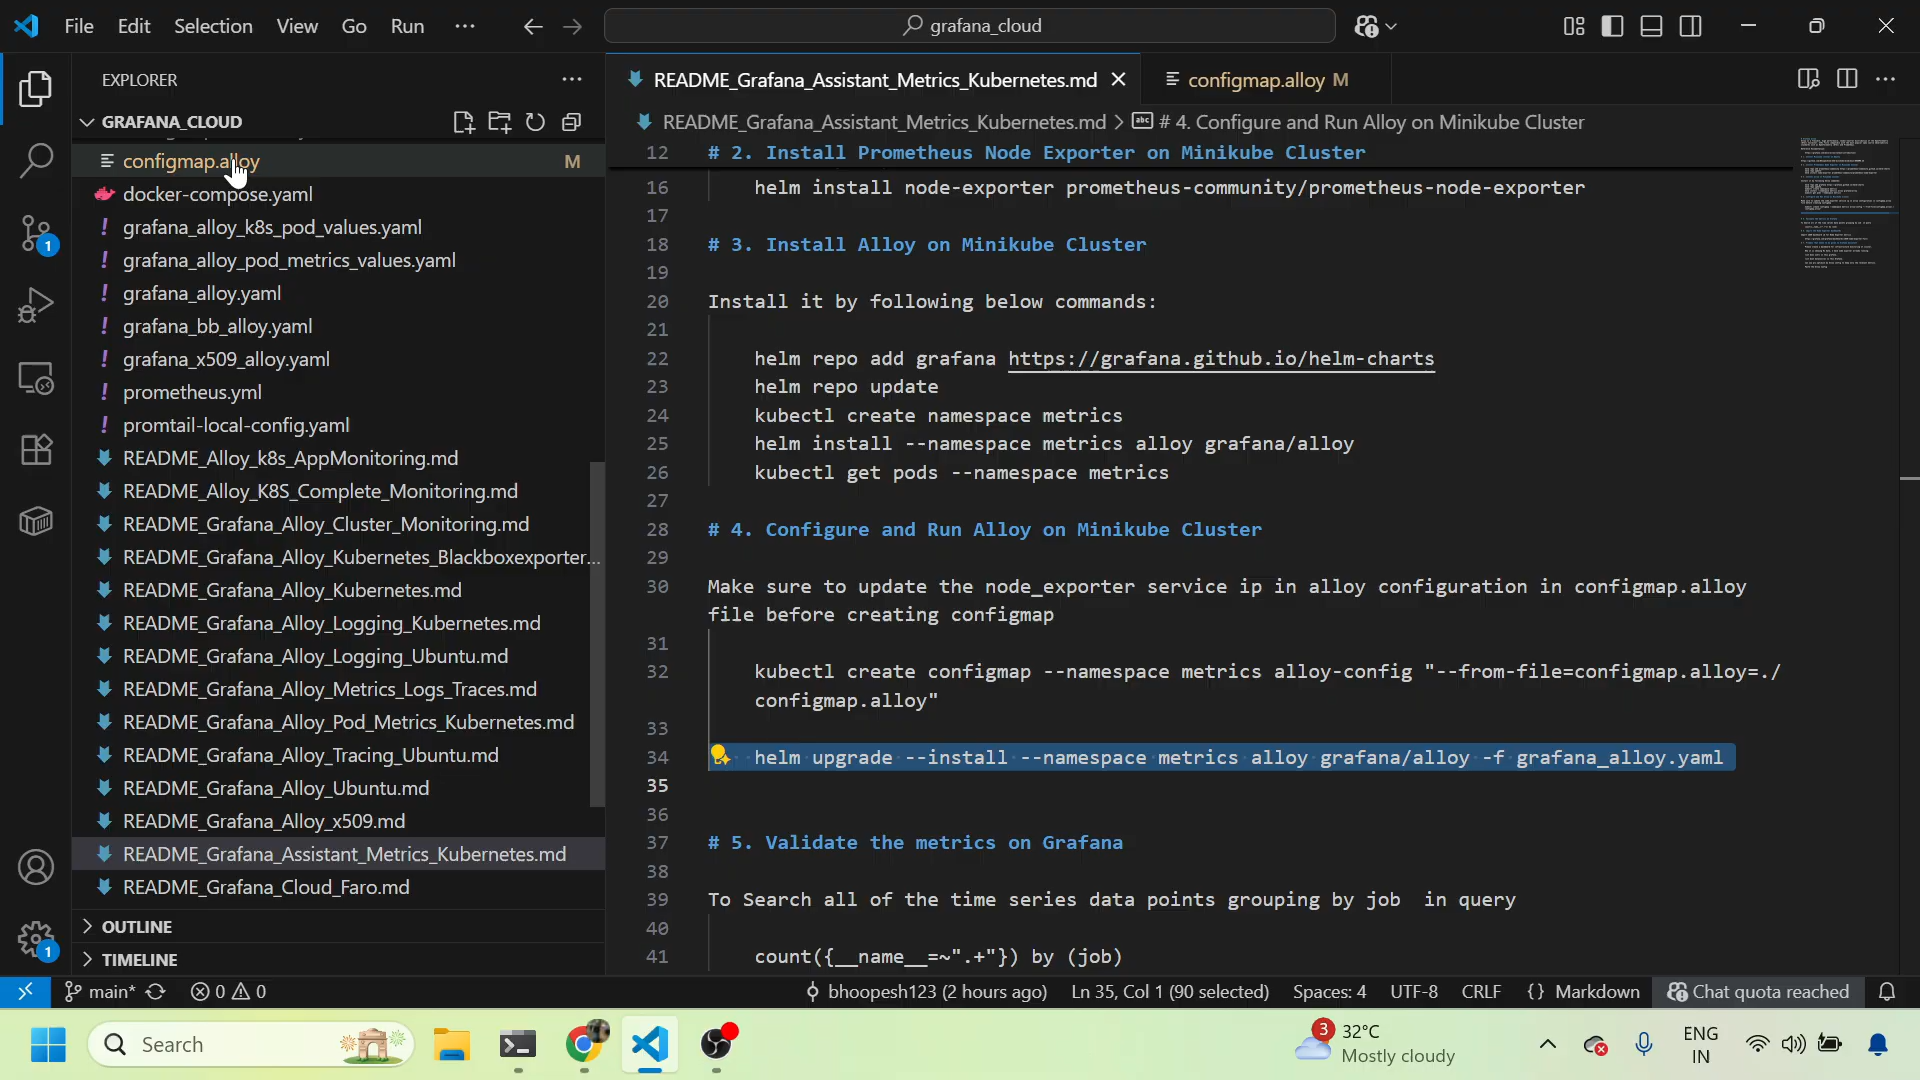 File Edit Selection View Go Run ···
grafana_cloud
EXPLORER
GRAFANA_CLOUD
configmap.alloy M
docker-compose.yaml
grafana_alloy_k8s_pod_values.yaml
grafana_alloy_pod_metrics_values.yaml
grafana_alloy.yaml
grafana_bb_alloy.yaml
grafana_x509_alloy.yaml
prometheus.yml
promtail-local-config.yaml
README_Alloy_k8s_AppMonitoring.md
README_Alloy_K8S_Complete_Monitoring.md
README_Grafana_Alloy_Cluster_Monitoring.md
README_Grafana_Alloy_Kubernetes_Blackboxexporter...
README_Grafana_Alloy_Kubernetes.md
README_Grafana_Alloy_Logging_Kubernetes.md
README_Grafana_Alloy_Logging_Ubuntu.md
README_Grafana_Alloy_Metrics_Logs_Traces.md
README_Grafana_Alloy_Pod_Metrics_Kubernetes.md
README_Grafana_Alloy_Tracing_Ubuntu.md
README_Grafana_Alloy_Ubuntu.md
README_Grafana_Alloy_x509.md
README_Grafana_Assistant_Metrics_Kubernetes.md
README_Grafana_Cloud_Faro.md
OUTLINE
TIMELINE
1
1
README_Grafana_Assistant_Metrics_Kubernetes.md
configmap.alloy M
README_Grafana_Assistant_Metrics_Kubernetes.md > # 4. Configure and Run Alloy on Minikube Cluster
12 # 2. Install Prometheus Node Exporter on Minikube Cluster
16 helm install node-exporter prometheus-community/prometheus-node-exporter
17
18 # 3. Install Alloy on Minikube Cluster
19
20 Install it by following below commands:
21
22 helm repo add grafana https://grafana.github.io/helm-charts
23 helm repo update
24 kubectl create namespace metrics
25 helm install --namespace metrics alloy grafana/alloy
26 kubectl get pods --namespace metrics
27
28 # 4. Configure and Run Alloy on Minikube Cluster
29
30 Make sure to update the node_exporter service ip in alloy configuration in configmap.alloy
file before creating configmap
31
32 kubectl create configmap --namespace metrics alloy-config "--from-file=configmap.alloy=./
configmap.alloy"
33
34 helm upgrade --install --namespace metrics alloy grafana/alloy -f grafana_alloy.yaml
35
36
37 # 5. Validate the metrics on Grafana
38
39 To Search all of the time series data points grouping by job  in query
40
41 count({__name__=~".+"}) by (job)
main* 0 0 bhoopesh123 (2 hours ago) Ln 35, Col 1 (90 selected) Spaces: 4 UTF-8 CRLF {} Markdown Chat quota reached
Search
3
32°C
Mostly cloudy
ENG
IN